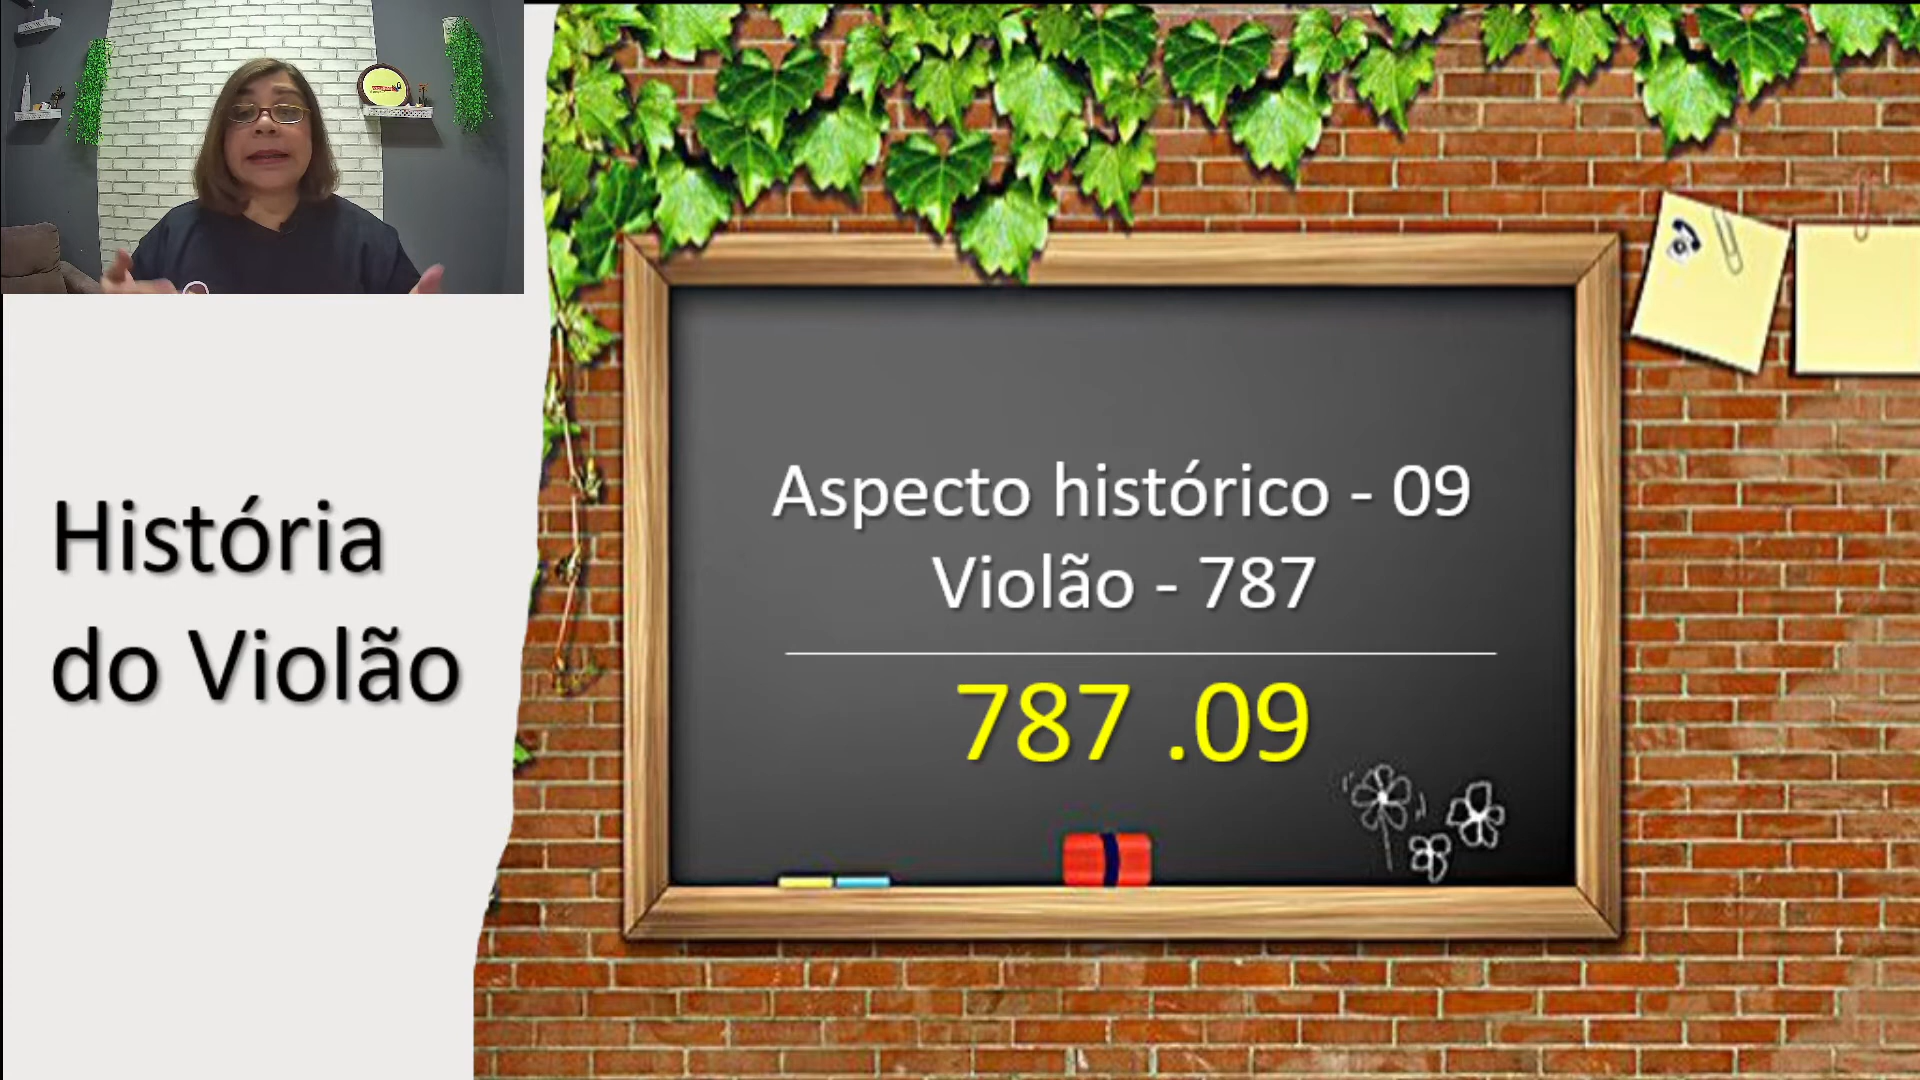 História
do Violão
Aspecto histórico - 09
Violão - 787
787 .09